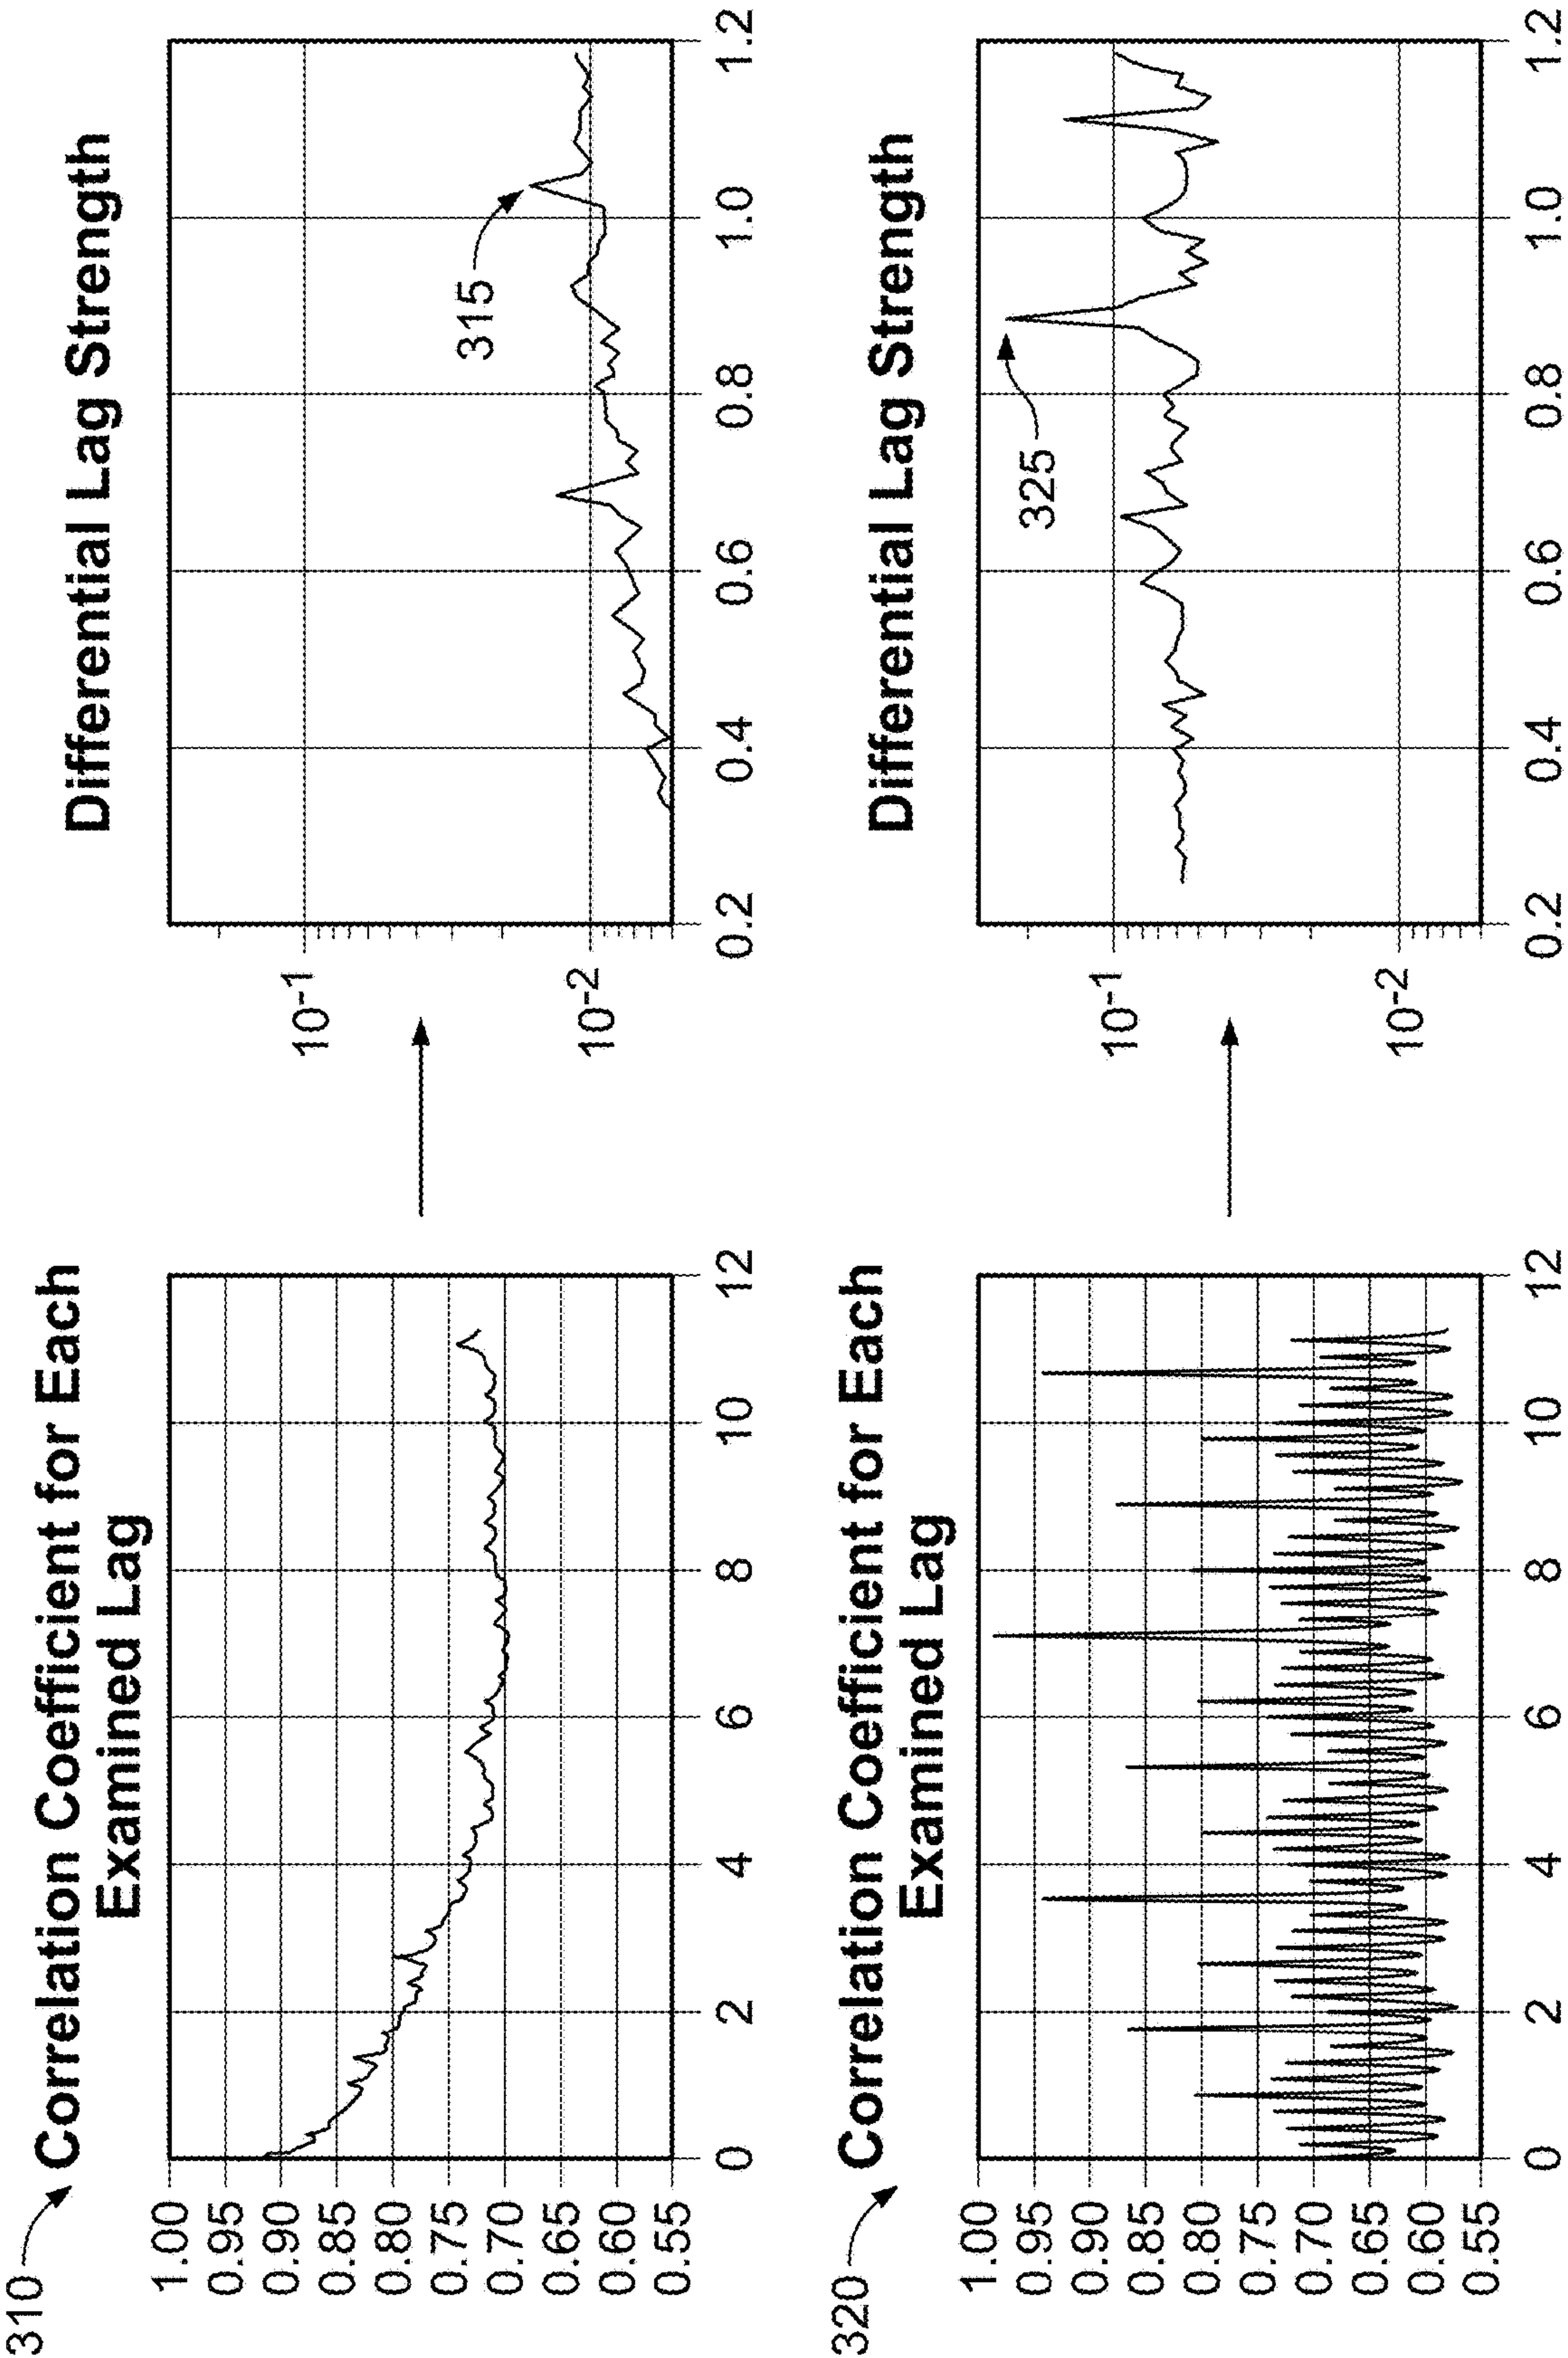 310
Correlation Coefficient for Each
Examined Lag
1.00
0.95
0.90
0.85
0.80
0.75
0.70
0.65
0.60
0.55
0 2 4 6 8 10 12
Differential Lag Strength
315
10-1
10-2
0.2 0.4 0.6 0.8 1.0 1.2
320
Correlation Coefficient for Each
Examined Lag
1.00
0.95
0.90
0.85
0.80
0.75
0.70
0.65
0.60
0.55
0 2 4 6 8 10 12
Differential Lag Strength
325
10-1
10-2
0.2 0.4 0.6 0.8 1.0 1.2